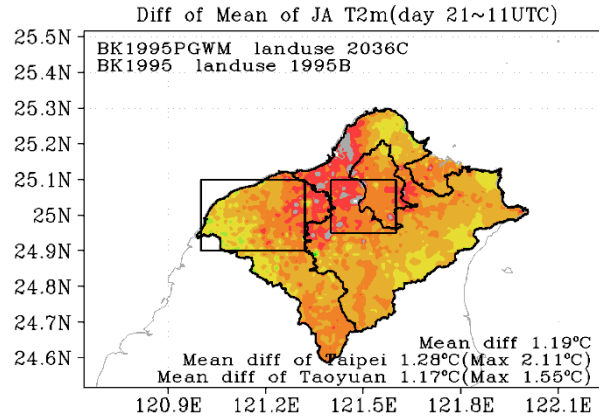 Diff of Mean of JA T2m(day 21~11UTC)
BK1995PGWM landuse 2036C
BK1995 landuse 1995B
25.5N
25.4N
25.3N
25.2N
25.1N
25N
24.9N
24.8N
24.7N
24.6N
Mean diff 1.19°C
Mean diff of Taipei 1.28°C(Max 2.11°C)
Mean diff of Taoyuan 1.17°C(Max 1.55°C)
120.9E 121.2E 121.5E 121.8E 122.1E